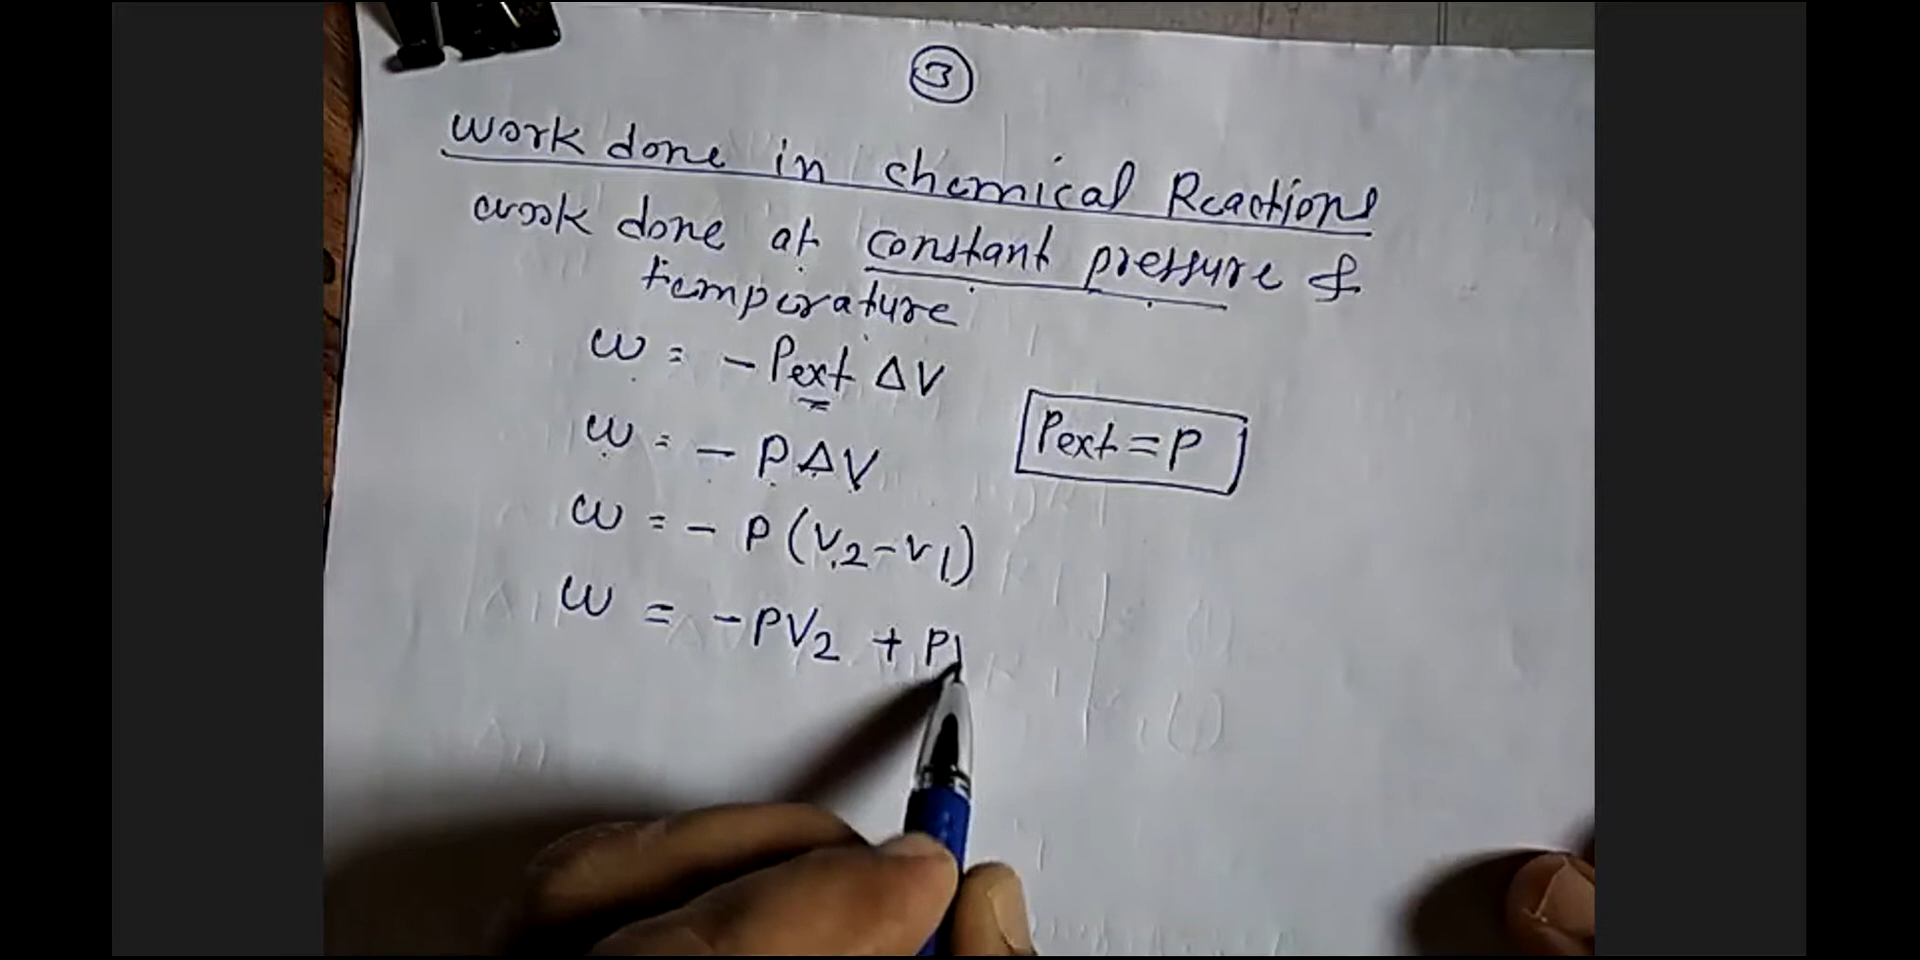 3
Work done in chemical Reactions
work done at constant pressure &
temperature
W = - Pext ΔV
W = - PΔV
Pext = P
W = - P(V2-V1)
W = -PV2 + P